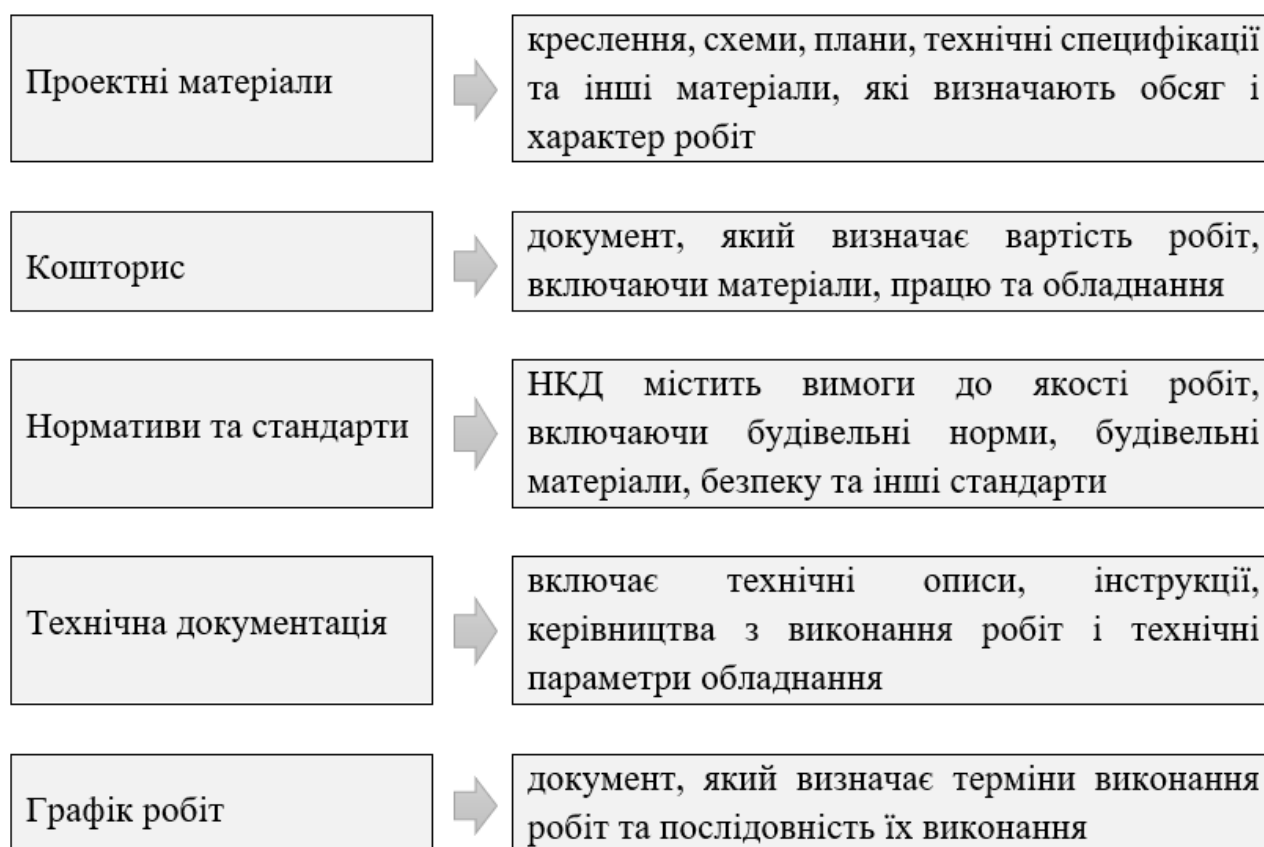 Проектні матеріали
креслення, схеми, плани, технічні специфікації
та інші матеріали, які визначають обсяг і
характер робіт
Кошторис
документ, який визначає вартість робіт,
включаючи матеріали, працю та обладнання
Нормативи та стандарти
НКД містить вимоги до якості робіт,
включаючи будівельні норми, будівельні
матеріали, безпеку та інші стандарти
Технічна документація
включає технічні описи, інструкції,
керівництва з виконання робіт і технічні
параметри обладнання
Графік робіт
документ, який визначає терміни виконання
робіт та послідовність їх виконання